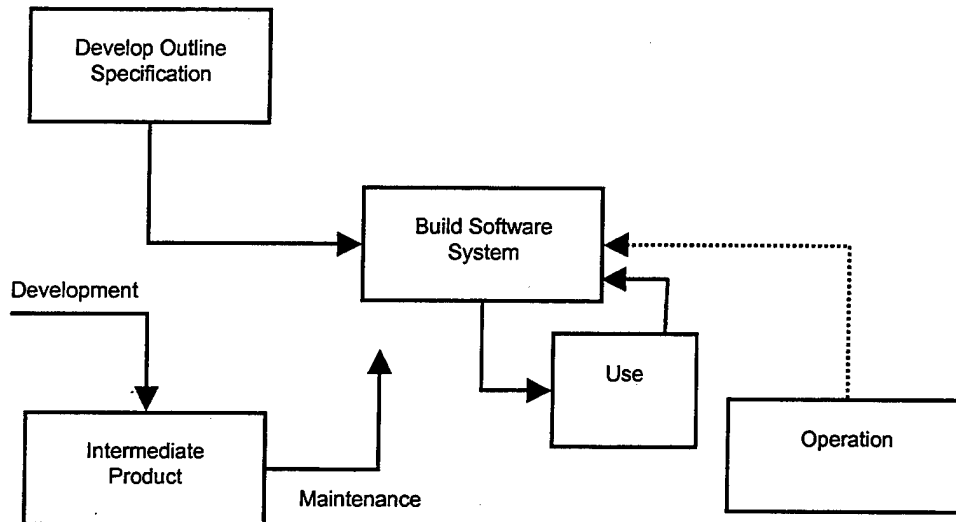 Develop Outline
Specification
Build Software
System
Development
Use
Intermediate
Product
Operation
Maintenance